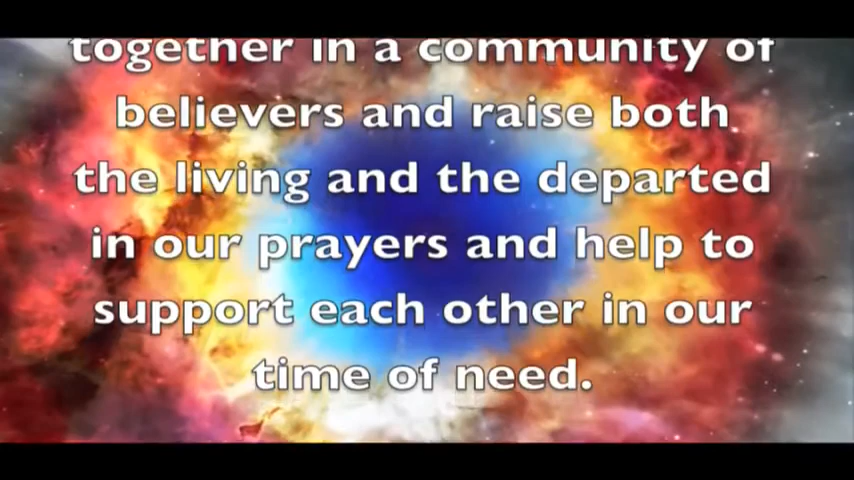 together in a community of
believers and raise both
the living and the departed
in our prayers and help to
support each other in our
time of need.